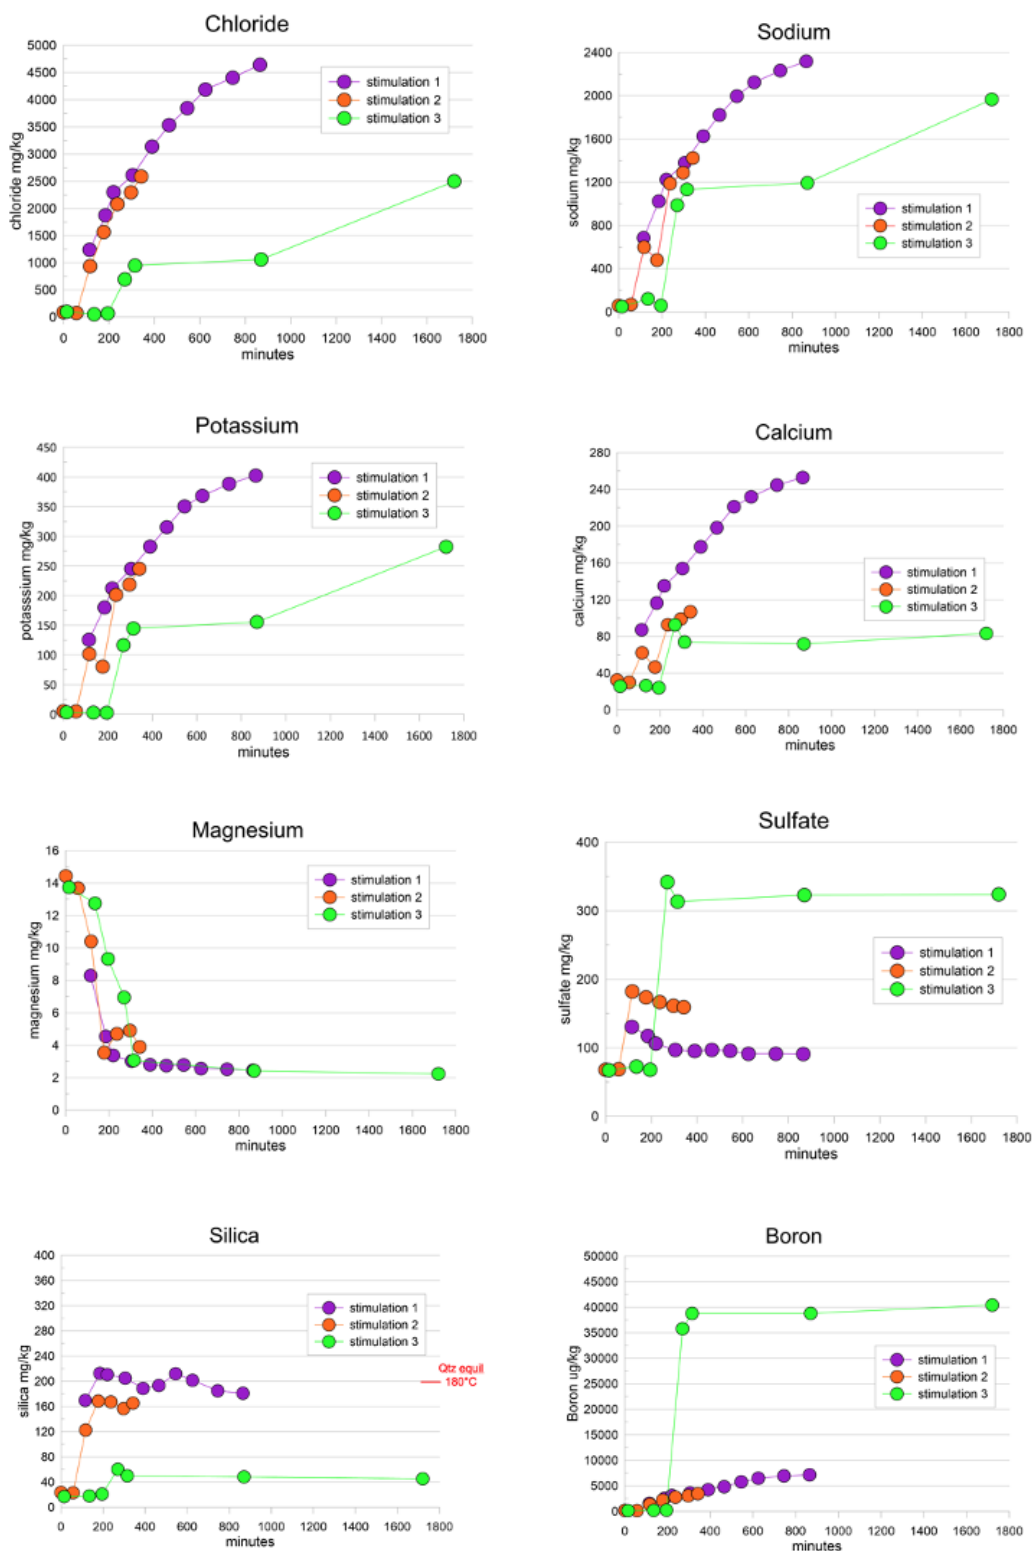 Chloride
5000
4500
4000
3500
3000
2500
2000
1500
1000
500
0
chloride mg/kg
stimulation 1
stimulation 2
stimulation 3
0 200 400 600 800 1000 1200 1400 1600 1800
minutes
Sodium
2400
2000
1600
1200
800
400
0
sodium mg/kg
stimulation 1
stimulation 2
stimulation 3
0 200 400 600 800 1000 1200 1400 1600 1800
minutes
Potassium
450
400
350
300
250
200
150
100
50
0
potasssium mg/kg
stimulation 1
stimulation 2
stimulation 3
0 200 400 600 800 1000 1200 1400 1600 1800
minutes
Calcium
280
240
200
160
120
80
40
0
calcium mg/kg
stimulation 1
stimulation 2
stimulation 3
0 200 400 600 800 1000 1200 1400 1600 1800
minutes
Magnesium
16
14
12
10
8
6
4
2
0
magnesium mg/kg
stimulation 1
stimulation 2
stimulation 3
0 200 400 600 800 1000 1200 1400 1600 1800
minutes
Sulfate
400
300
200
100
0
sulfate mg/kg
stimulation 1
stimulation 2
stimulation 3
0 200 400 600 800 1000 1200 1400 1600 1800
minutes
Silica
400
360
320
280
240
200
160
120
80
40
0
silica mg/kg
stimulation 1
stimulation 2
stimulation 3
Qtz equil
180°C
0 200 400 600 800 1000 1200 1400 1600 1800
minutes
Boron
50000
45000
40000
35000
30000
25000
20000
15000
10000
5000
0
Boron ug/kg
stimulation 1
stimulation 2
stimulation 3
0 200 400 600 800 1000 1200 1400 1600 1800
minutes